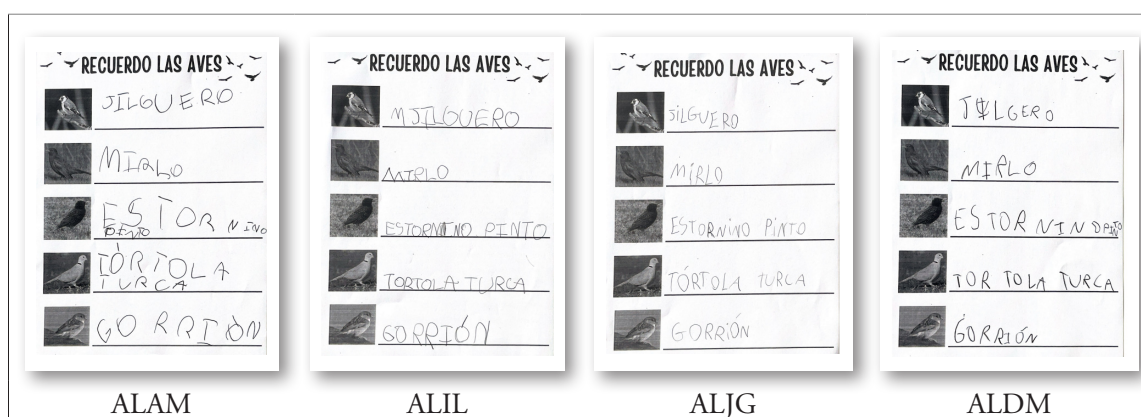 RECUERDO LAS AVES
JILGUERO
MIRLO
ESTORNINO
PINTO
TÓRTOLA
TURCA
GORRIÓN
ALAM
RECUERDO LAS AVES
MJILGUERO
MIRLO
ESTORNINO PINTO
TORTOLA TURCA
GORRIÓN
ALIL
RECUERDO LAS AVES
JILGUERO
MIRLO
ESTORNINO PINTO
TÓRTOLA TURCA
GORRIÓN
ALJG
RECUERDO LAS AVES
JILGERO
MIRLO
ESTORNINO PINTO
TORTOLA TURCA
GORRIÓN
ALDM